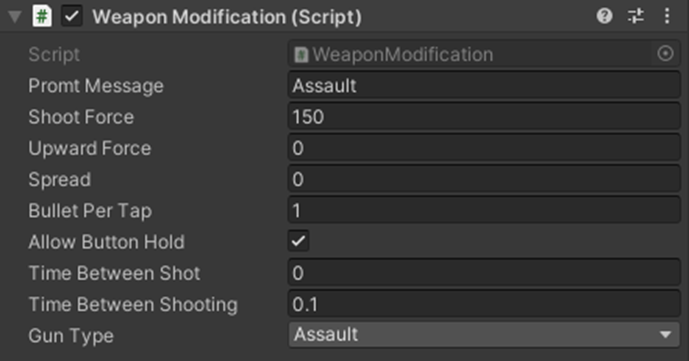 Weapon Modification (Script)
Script WeaponModification
Promt Message Assault
Shoot Force 150
Upward Force 0
Spread 0
Bullet Per Tap 1
Allow Button Hold
Time Between Shot 0
Time Between Shooting 0.1
Gun Type Assault